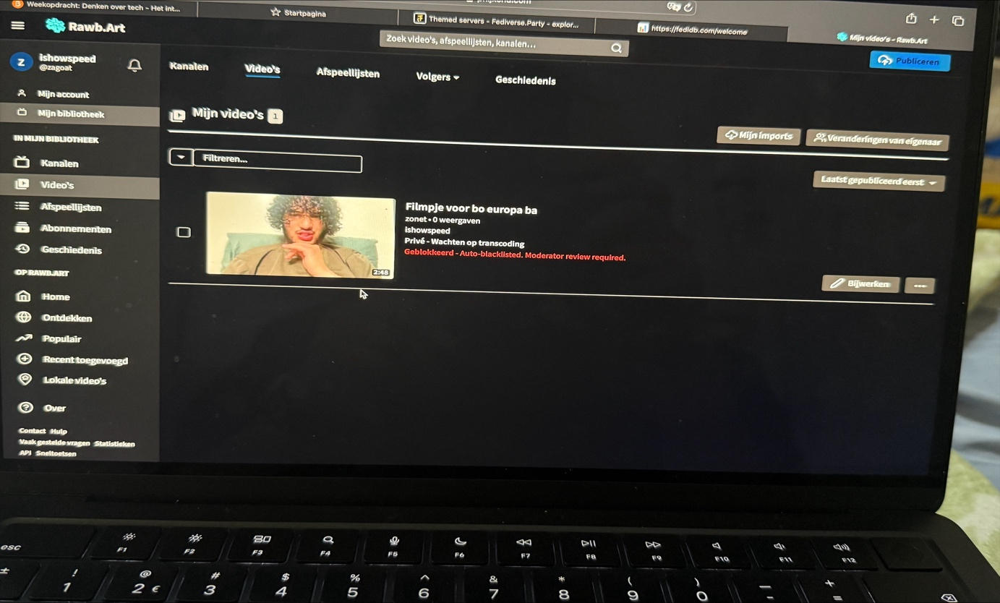 Weekopdracht: Denken over tech - Het int...
Startpagina
Themed servers - Fediverse.Party - explor...
https://fedidb.com/welcome
Mijn video's - Rawb.Art
Rawb.Art
Zoek video's, afspeellijsten, kanalen...
Publiceren
z
ishowspeed
@zagoat
Mijn account
Mijn bibliotheek
IN MIJN BIBLIOTHEEK
Kanalen
Video's
Afspeellijsten
Abonnementen
Geschiedenis
OP RAWB.ART
Home
Ontdekken
Populair
Recent toegevoegd
Lokale video's
Over
Contact Hulp
Vaak gestelde vragen Statistieken
API Sneltoetsen
Kanalen Video's Afspeellijsten Volgers Geschiedenis
Mijn video's 1
Mijn imports Veranderingen van eigenaar
Filtreren...
Laatst gepubliceerd eerst
2:48
Filmpje voor bo europa ba
zonet • 0 weergaven
ishowspeed
Privé - Wachten op transcoding
Geblokkeerd - Auto-blacklisted. Moderator review required.
Bijwerken ...
esc F1 F2 F3 F4 F5 F6 F7 F8 F9 F10 F11 F12
± ! @ # $ % ^ & * ( ) — +
1 2 € 3 4 5 6 7 8 9 0 - =